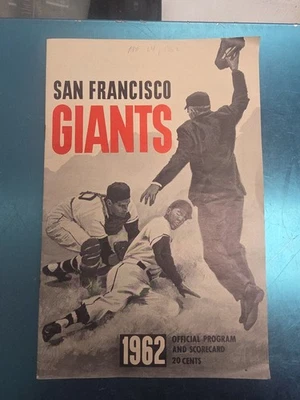 SAN FRANCISCO
GIANTS
1962 OFFICIAL PROGRAM
AND SCORECARD
20 CENTS